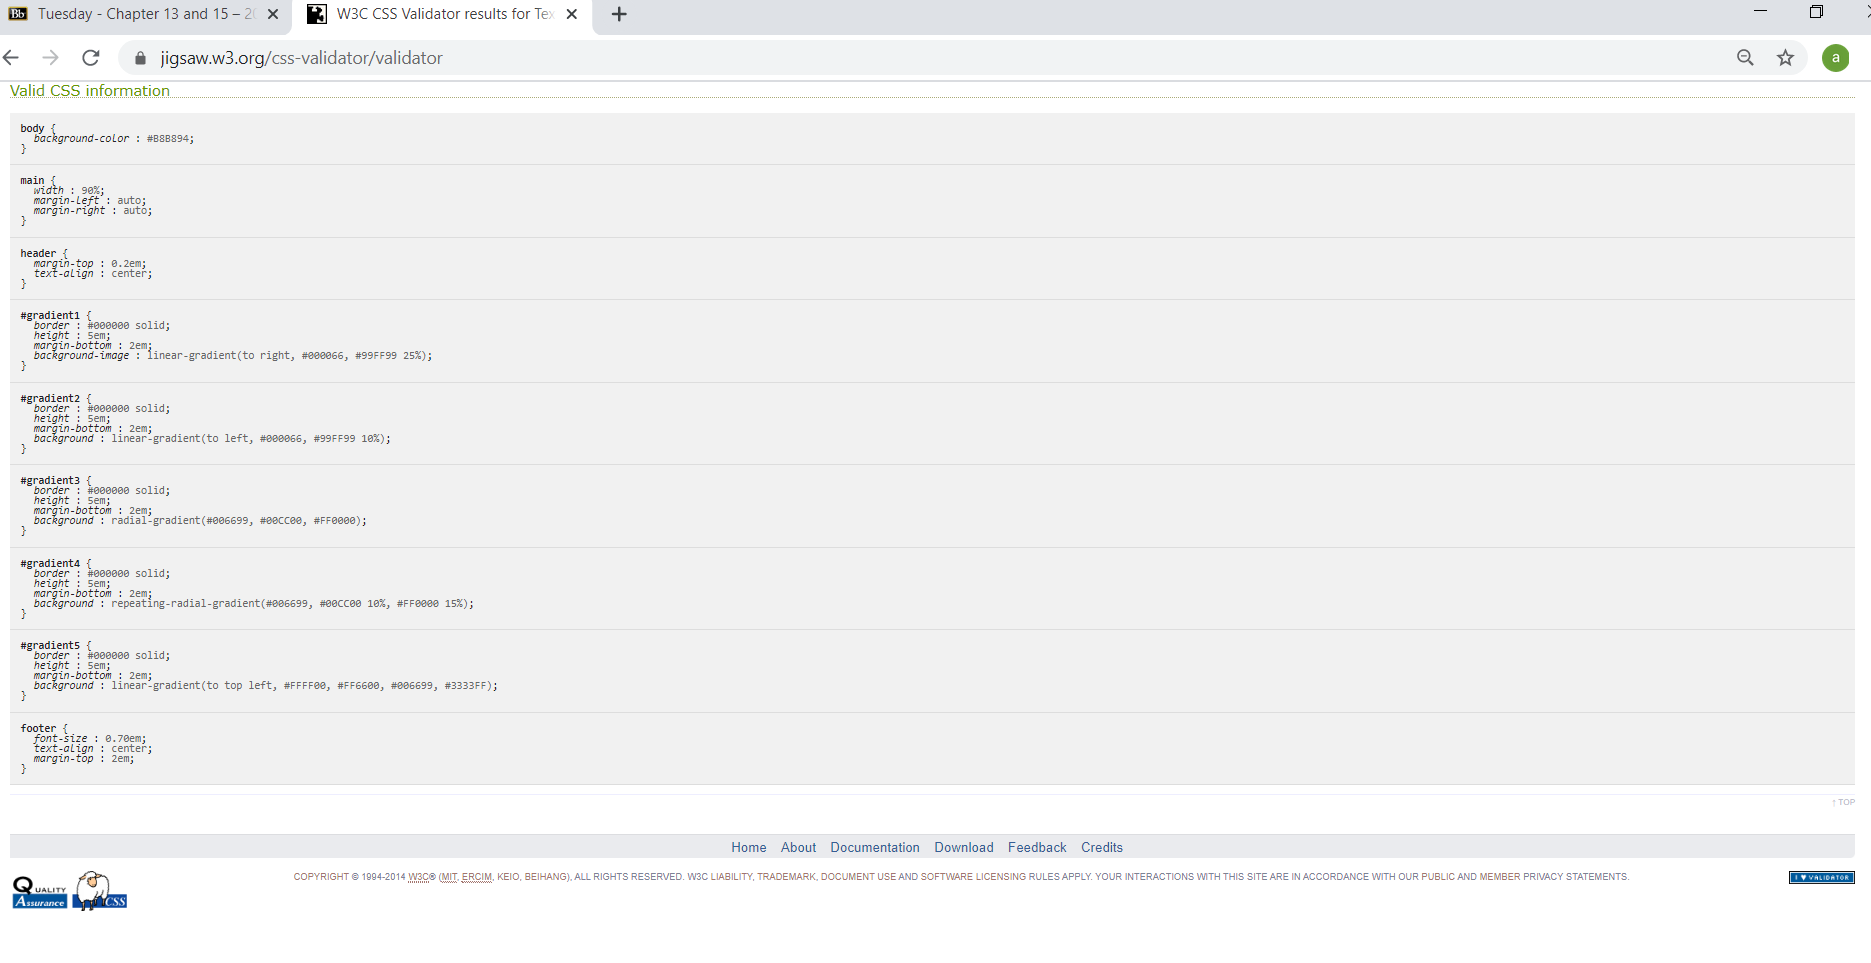 Bb Tuesday - Chapter 13 and 15 – 20
W3C CSS Validator results for Tex
jigsaw.w3.org/css-validator/validator
a
Valid CSS information
body {
background-color : #B8B894;
}
main {
width : 90%;
margin-left : auto;
margin-right : auto;
}
header {
margin-top : 0.2em;
text-align : center;
}
#gradient1 {
border : #000000 solid;
height : 5em;
margin-bottom : 2em;
background-image : linear-gradient(to right, #000066, #99FF99 25%);
}
#gradient2 {
border : #000000 solid;
height : 5em;
margin-bottom : 2em;
background : linear-gradient(to left, #000066, #99FF99 10%);
}
#gradient3 {
border : #000000 solid;
height : 5em;
margin-bottom : 2em;
background : radial-gradient(#006699, #00CC00, #FF0000);
}
#gradient4 {
border : #000000 solid;
height : 5em;
margin-bottom : 2em;
background : repeating-radial-gradient(#006699, #00CC00 10%, #FF0000 15%);
}
#gradient5 {
border : #000000 solid;
height : 5em;
margin-bottom : 2em;
background : linear-gradient(to top left, #FFFF00, #FF6600, #006699, #3333FF);
}
footer {
font-size : 0.70em;
text-align : center;
margin-top : 2em;
}
↑ TOP
Home About Documentation Download Feedback Credits
QUALITY
Assurance
CSS
COPYRIGHT © 1994-2014 W3C® (MIT, ERCIM, KEIO, BEIHANG), ALL RIGHTS RESERVED. W3C LIABILITY, TRADEMARK, DOCUMENT USE AND SOFTWARE LICENSING RULES APPLY. YOUR INTERACTIONS WITH THIS SITE ARE IN ACCORDANCE WITH OUR PUBLIC AND MEMBER PRIVACY STATEMENTS.
I ♥ VALIDATOR